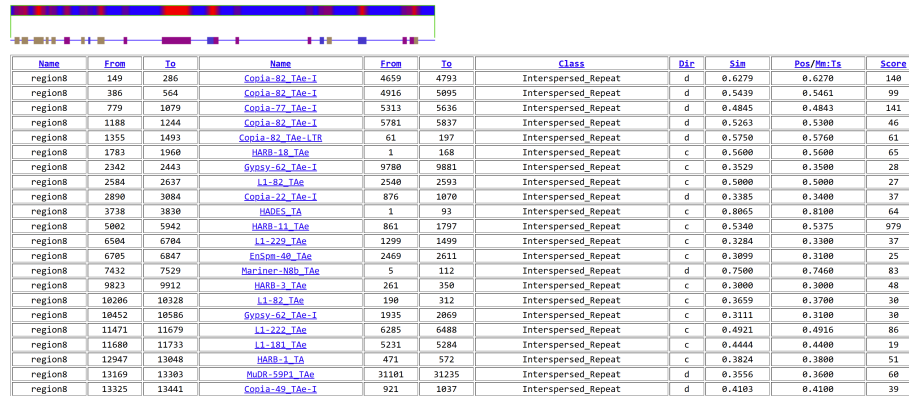 Name From To Name From To Class Dir Sim Pos/Mm:Ts Score
region8 149 286 Copia-82_TAe-I 4659 4793 Interspersed_Repeat d 0.6279 0.6270 140
region8 386 564 Copia-82_TAe-I 4916 5095 Interspersed_Repeat d 0.5439 0.5461 99
region8 779 1079 Copia-77_TAe-I 5313 5636 Interspersed_Repeat d 0.4845 0.4843 141
region8 1188 1244 Copia-82_TAe-I 5781 5837 Interspersed_Repeat d 0.5263 0.5300 46
region8 1355 1493 Copia-82_TAe-LTR 61 197 Interspersed_Repeat d 0.5750 0.5760 61
region8 1783 1960 HARB-18_TAe 1 168 Interspersed_Repeat c 0.5600 0.5600 65
region8 2342 2443 Gypsy-62_TAe-I 9780 9881 Interspersed_Repeat c 0.3529 0.3500 28
region8 2584 2637 L1-82_TAe 2540 2593 Interspersed_Repeat c 0.5000 0.5000 27
region8 2890 3084 Copia-22_TAe-I 876 1070 Interspersed_Repeat d 0.3385 0.3400 37
region8 3738 3830 HADES_TA 1 93 Interspersed_Repeat c 0.8065 0.8100 64
region8 5002 5942 HARB-11_TAe 861 1797 Interspersed_Repeat c 0.5340 0.5375 979
region8 6504 6704 L1-229_TAe 1299 1499 Interspersed_Repeat c 0.3284 0.3300 37
region8 6705 6847 EnSpm-40_TAe 2469 2611 Interspersed_Repeat c 0.3099 0.3100 25
region8 7432 7529 Mariner-N8b_TAe 5 112 Interspersed_Repeat d 0.7500 0.7460 83
region8 9823 9912 HARB-3_TAe 261 350 Interspersed_Repeat c 0.3000 0.3000 48
region8 10206 10328 L1-82_TAe 190 312 Interspersed_Repeat c 0.3659 0.3700 30
region8 10452 10586 Gypsy-62_TAe-I 1935 2069 Interspersed_Repeat c 0.3111 0.3100 30
region8 11471 11679 L1-222_TAe 6285 6488 Interspersed_Repeat c 0.4921 0.4916 86
region8 11680 11733 L1-181_TAe 5231 5284 Interspersed_Repeat c 0.4444 0.4400 19
region8 12947 13048 HARB-1_TA 471 572 Interspersed_Repeat c 0.3824 0.3800 51
region8 13169 13303 MuDR-59P1_TAe 31101 31235 Interspersed_Repeat d 0.3556 0.3600 60
region8 13325 13441 Copia-49_TAe-I 921 1037 Interspersed_Repeat d 0.4103 0.4100 39